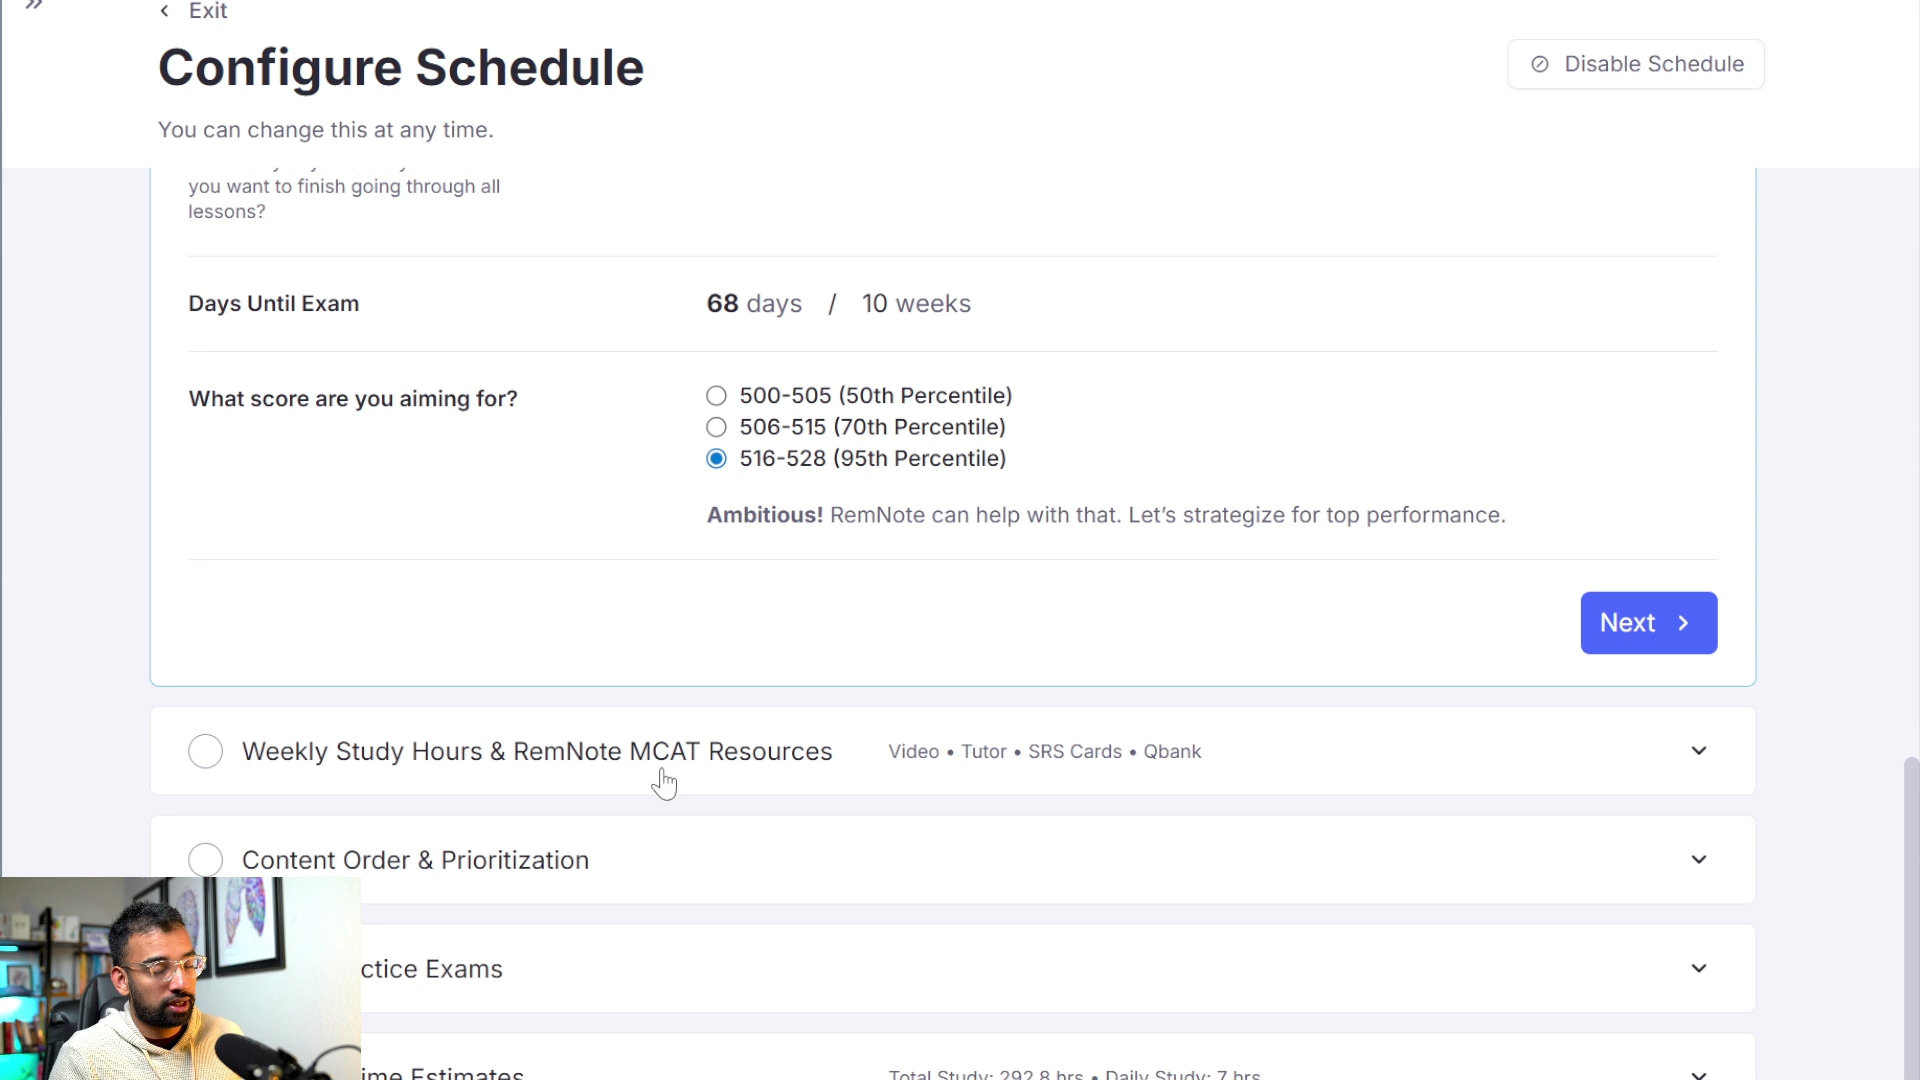 Exit
Configure Schedule
Disable Schedule
You can change this at any time.
you want to finish going through all
lessons?
Days Until Exam
68 days / 10 weeks
What score are you aiming for?
500-505 (50th Percentile)
506-515 (70th Percentile)
516-528 (95th Percentile)
Ambitious! RemNote can help with that. Let’s strategize for top performance.
Next
Weekly Study Hours & RemNote MCAT Resources
Video • Tutor • SRS Cards • Qbank
Content Order & Prioritization
ctice Exams
ime Estimates
Total Study: 292.8 hrs • Daily Study: 7 hrs